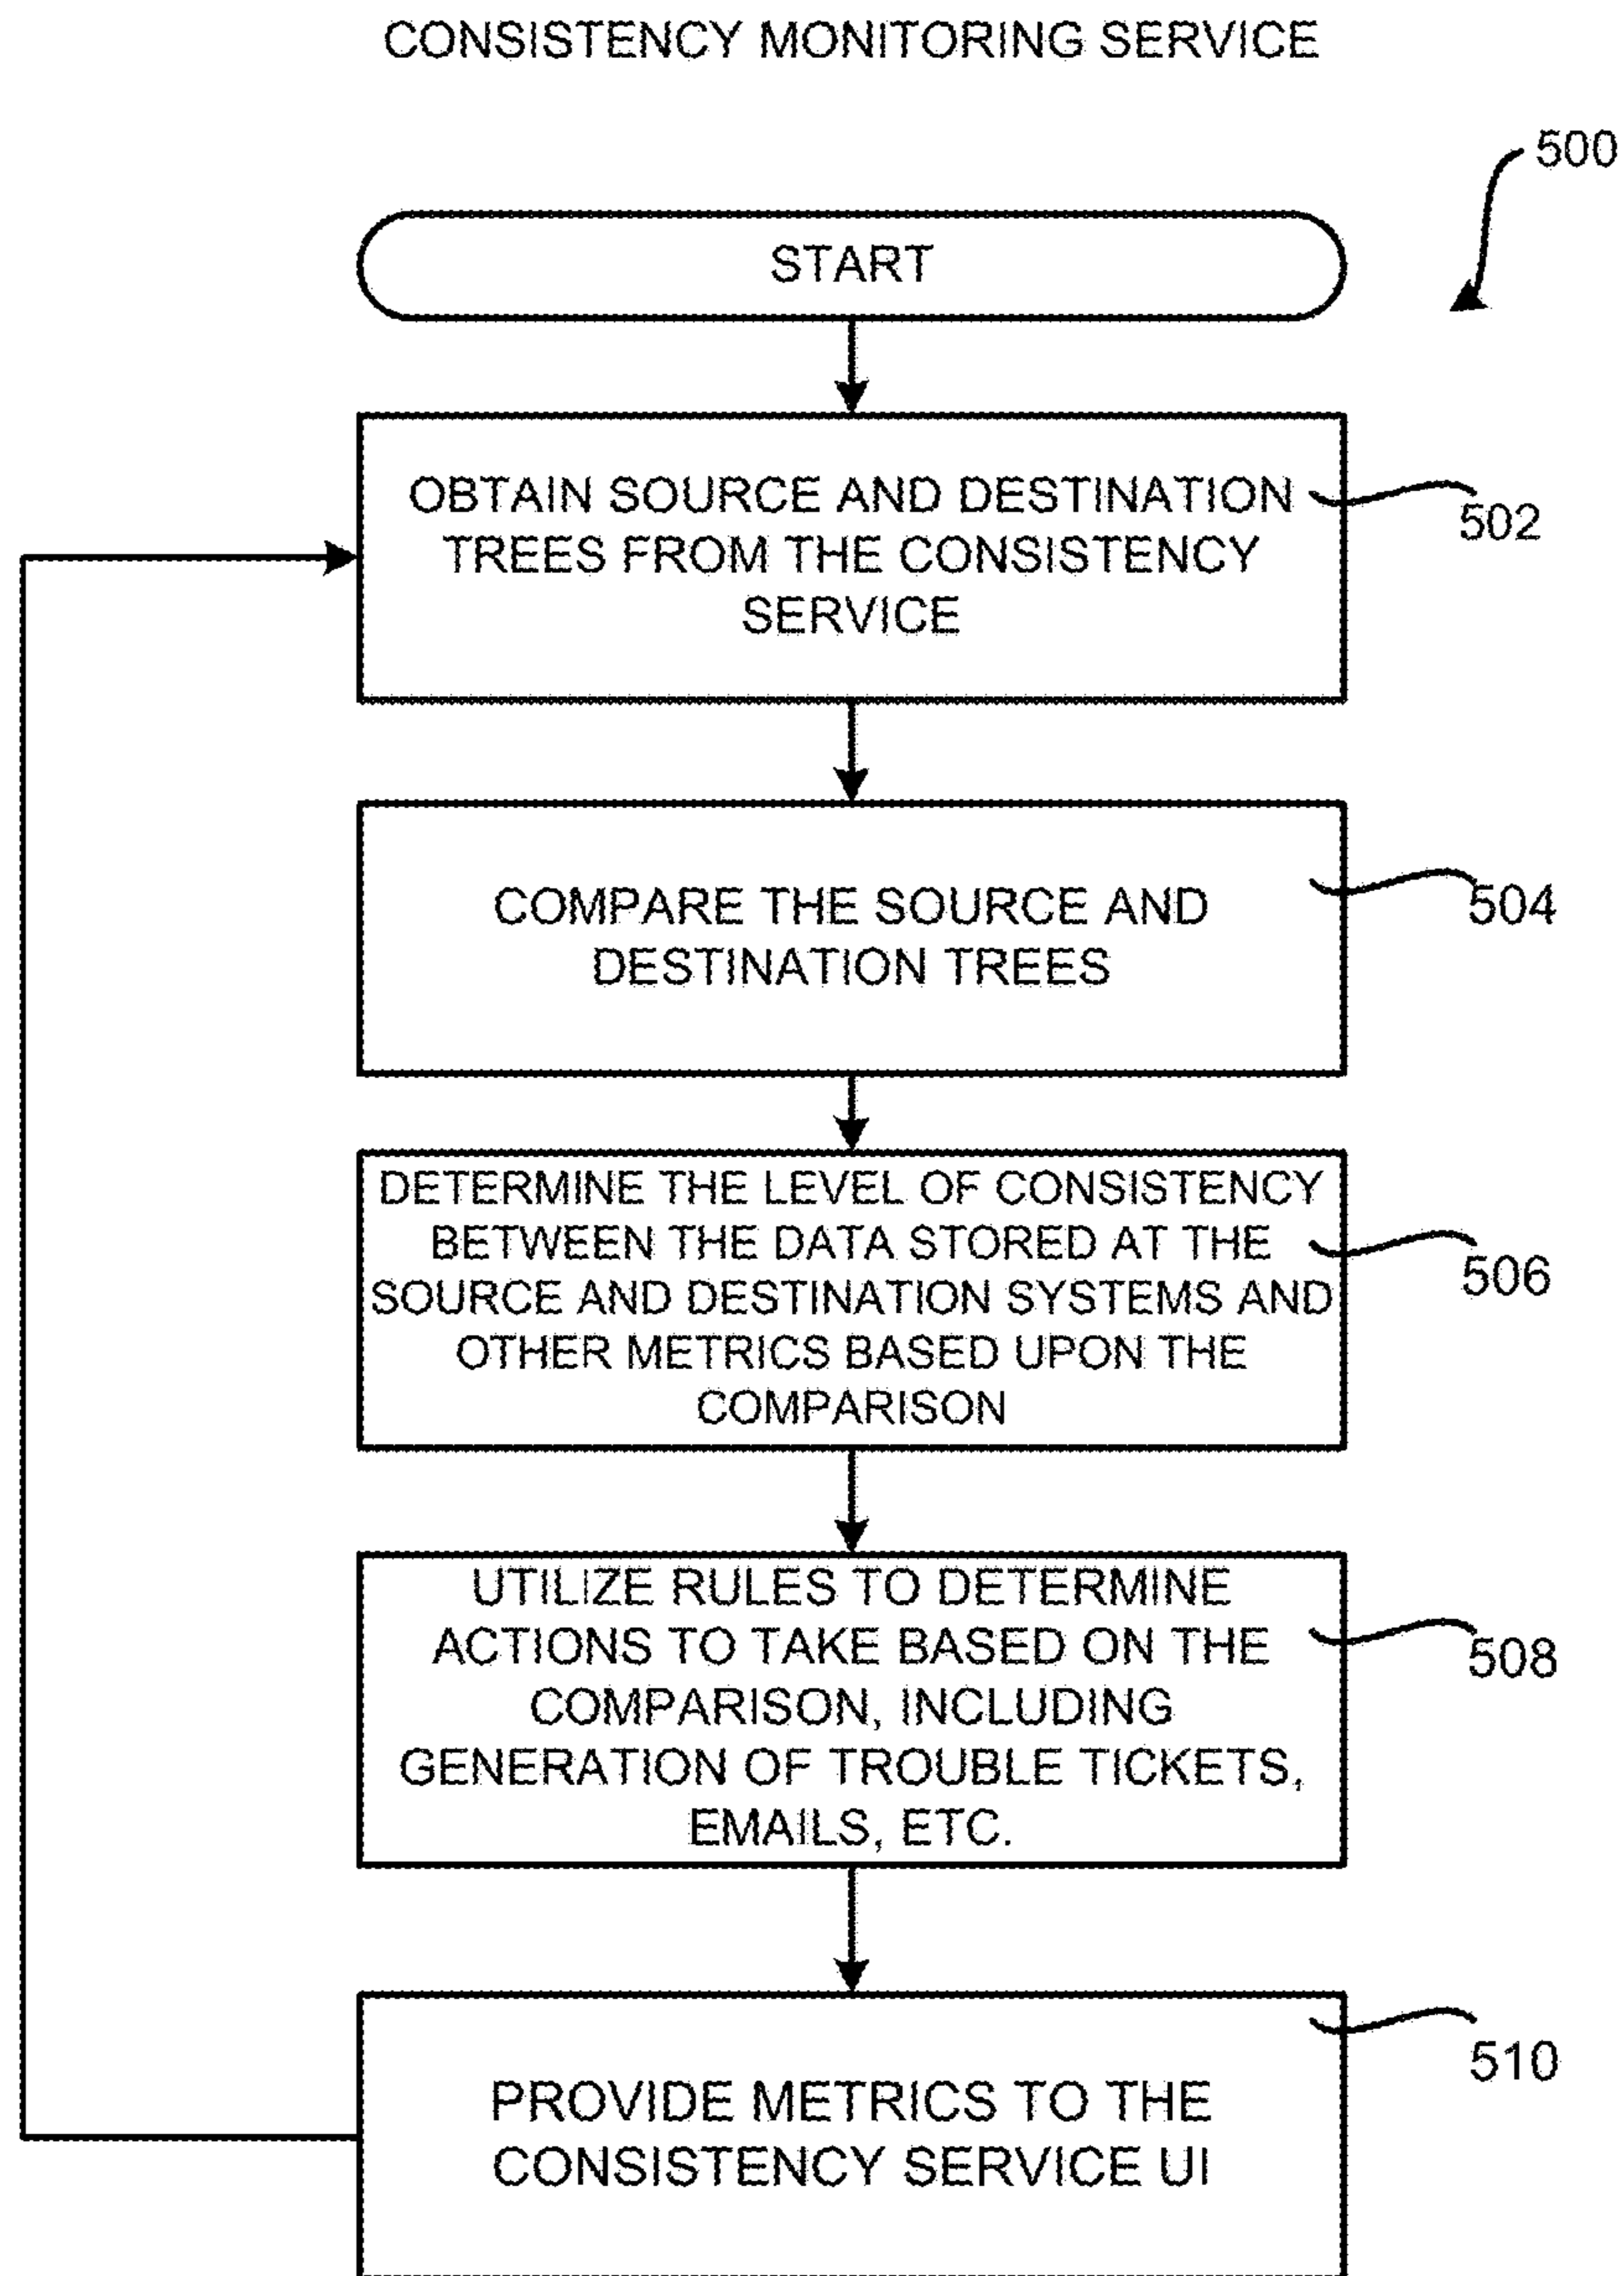 CONSISTENCY MONITORING SERVICE
500
START
OBTAIN SOURCE AND DESTINATION
TREES FROM THE CONSISTENCY
SERVICE
502
COMPARE THE SOURCE AND
DESTINATION TREES
504
DETERMINE THE LEVEL OF CONSISTENCY
BETWEEN THE DATA STORED AT THE
SOURCE AND DESTINATION SYSTEMS AND
OTHER METRICS BASED UPON THE
COMPARISON
506
UTILIZE RULES TO DETERMINE
ACTIONS TO TAKE BASED ON THE
COMPARISON, INCLUDING
GENERATION OF TROUBLE TICKETS,
EMAILS, ETC.
508
PROVIDE METRICS TO THE
CONSISTENCY SERVICE UI
510